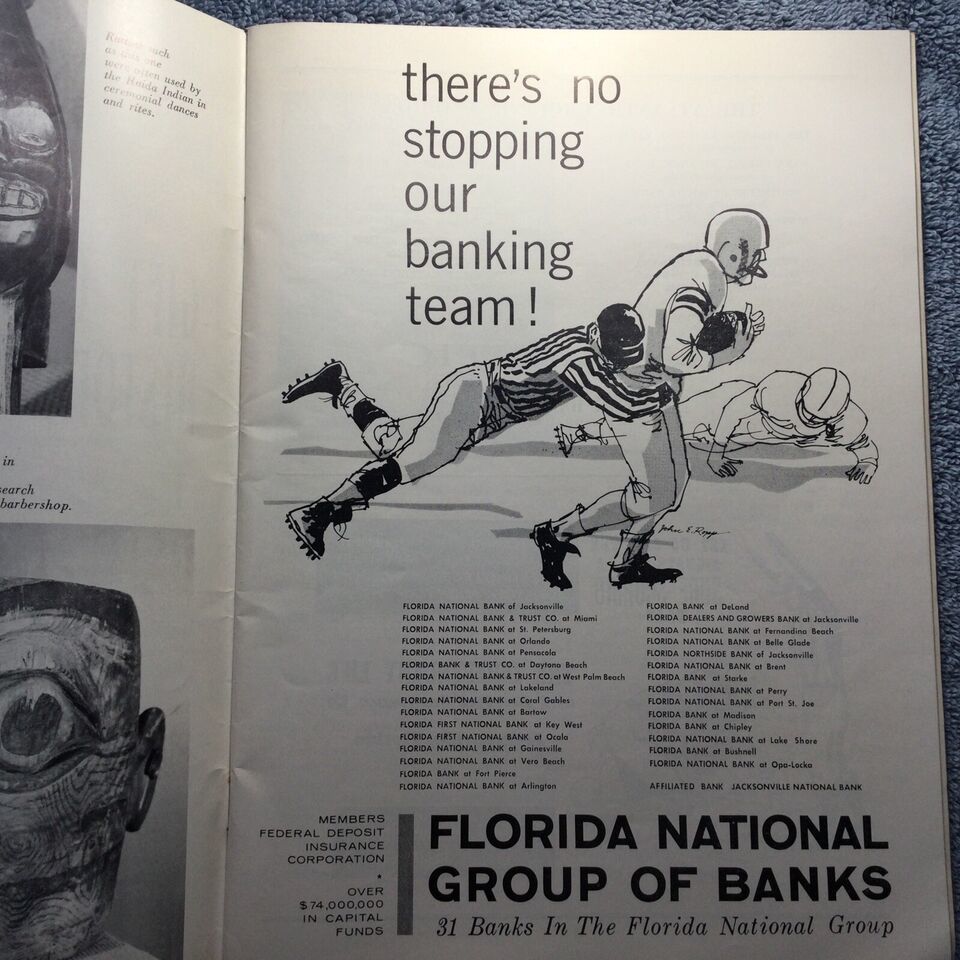 as this one
were often used by
the Haida Indian in
ceremonial dances
and rites.
in
search
barbershop.
there's no
stopping
our
banking
team!
John E. Ropp
FLORIDA NATIONAL BANK of Jacksonville
FLORIDA NATIONAL BANK & TRUST CO. at Miami
FLORIDA NATIONAL BANK at St. Petersburg
FLORIDA NATIONAL BANK at Orlando
FLORIDA NATIONAL BANK at Pensacola
FLORIDA BANK & TRUST CO. at Daytona Beach
FLORIDA NATIONAL BANK & TRUST CO. at West Palm Beach
FLORIDA NATIONAL BANK at Lakeland
FLORIDA NATIONAL BANK at Coral Gables
FLORIDA NATIONAL BANK at Bartow
FLORIDA FIRST NATIONAL BANK at Key West
FLORIDA FIRST NATIONAL BANK at Ocala
FLORIDA NATIONAL BANK at Gainesville
FLORIDA NATIONAL BANK at Vero Beach
FLORIDA BANK at Fort Pierce
FLORIDA NATIONAL BANK at Arlington
FLORIDA BANK at DeLand
FLORIDA DEALERS AND GROWERS BANK at Jacksonville
FLORIDA NATIONAL BANK at Fernandina Beach
FLORIDA NATIONAL BANK at Belle Glade
FLORIDA NORTHSIDE BANK of Jacksonville
FLORIDA NATIONAL BANK at Brent
FLORIDA BANK at Starke
FLORIDA NATIONAL BANK at Perry
FLORIDA NATIONAL BANK at Port St. Joe
FLORIDA BANK at Madison
FLORIDA BANK at Chipley
FLORIDA NATIONAL BANK at Lake Shore
FLORIDA BANK at Bushnell
FLORIDA NATIONAL BANK at Opa-Locka
AFFILIATED BANK JACKSONVILLE NATIONAL BANK
MEMBERS
FEDERAL DEPOSIT
INSURANCE
CORPORATION
*
OVER
$74,000,000
IN CAPITAL
FUNDS
FLORIDA NATIONAL
GROUP OF BANKS
31 Banks In The Florida National Group